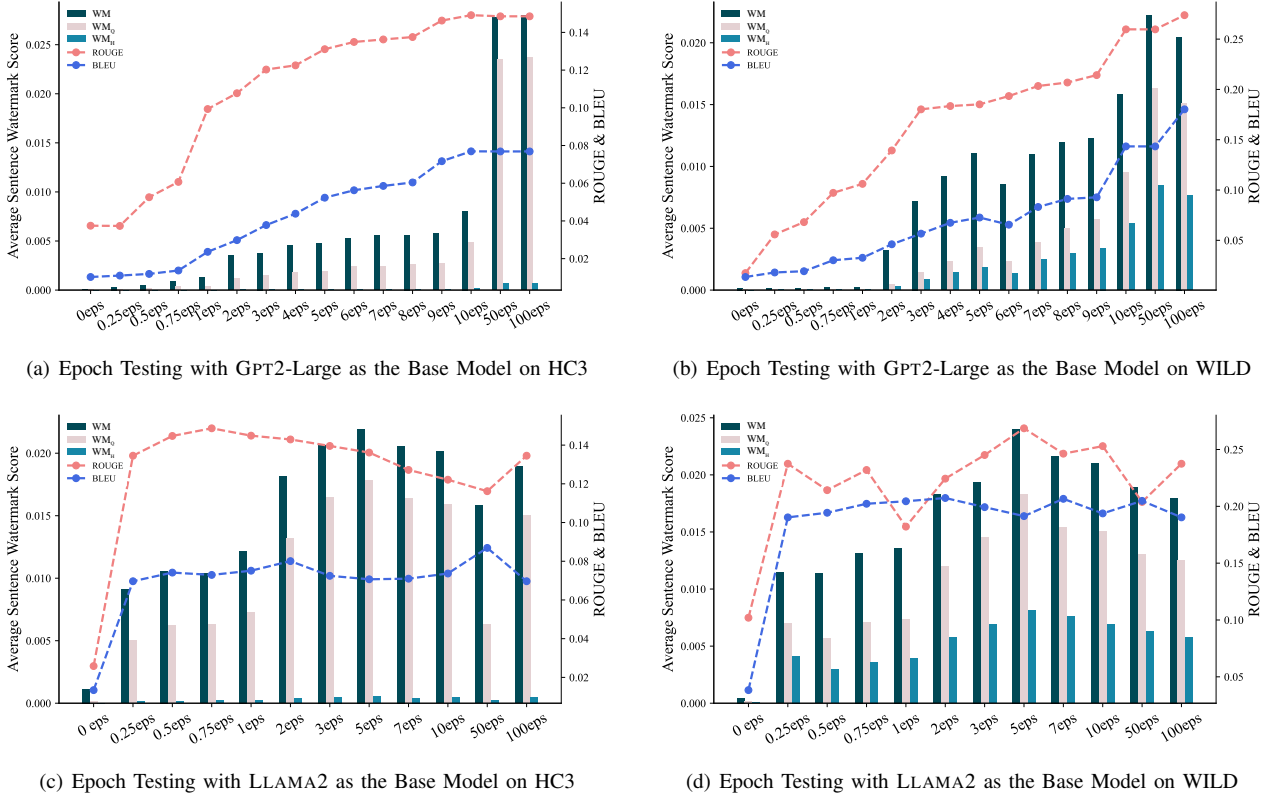 WM
WM_Q
WM_H
ROUGE
BLEU
Average Sentence Watermark Score
0.025
0.020
0.015
0.010
0.005
0.000
ROUGE & BLEU
0.14
0.12
0.10
0.08
0.06
0.04
0.02
0eps 0.25eps 0.5eps 0.75eps 1eps 2eps 3eps 4eps 5eps 6eps 7eps 8eps 9eps 10eps 50eps 100eps
(a) Epoch Testing with GPT2-Large as the Base Model on HC3
WM
WM_Q
WM_H
ROUGE
BLEU
Average Sentence Watermark Score
0.020
0.015
0.010
0.005
0.000
ROUGE & BLEU
0.25
0.20
0.15
0.10
0.05
0eps 0.25eps 0.5eps 0.75eps 1eps 2eps 3eps 4eps 5eps 6eps 7eps 8eps 9eps 10eps 50eps 100eps
(b) Epoch Testing with GPT2-Large as the Base Model on WILD
WM
WM_Q
WM_H
ROUGE
BLEU
Average Sentence Watermark Score
0.020
0.015
0.010
0.005
0.000
ROUGE & BLEU
0.14
0.12
0.10
0.08
0.06
0.04
0.02
0 eps 0.25eps 0.5eps 0.75eps 1eps 2eps 3eps 5eps 7eps 10eps 50eps 100eps
(c) Epoch Testing with LLAMA2 as the Base Model on HC3
WM
WM_Q
WM_H
ROUGE
BLEU
Average Sentence Watermark Score
0.025
0.020
0.015
0.010
0.005
0.000
ROUGE & BLEU
0.25
0.20
0.15
0.10
0.05
0 eps 0.25eps 0.5eps 0.75eps 1eps 2eps 3eps 5eps 7eps 10eps 50eps 100eps
(d) Epoch Testing with LLAMA2 as the Base Model on WILD